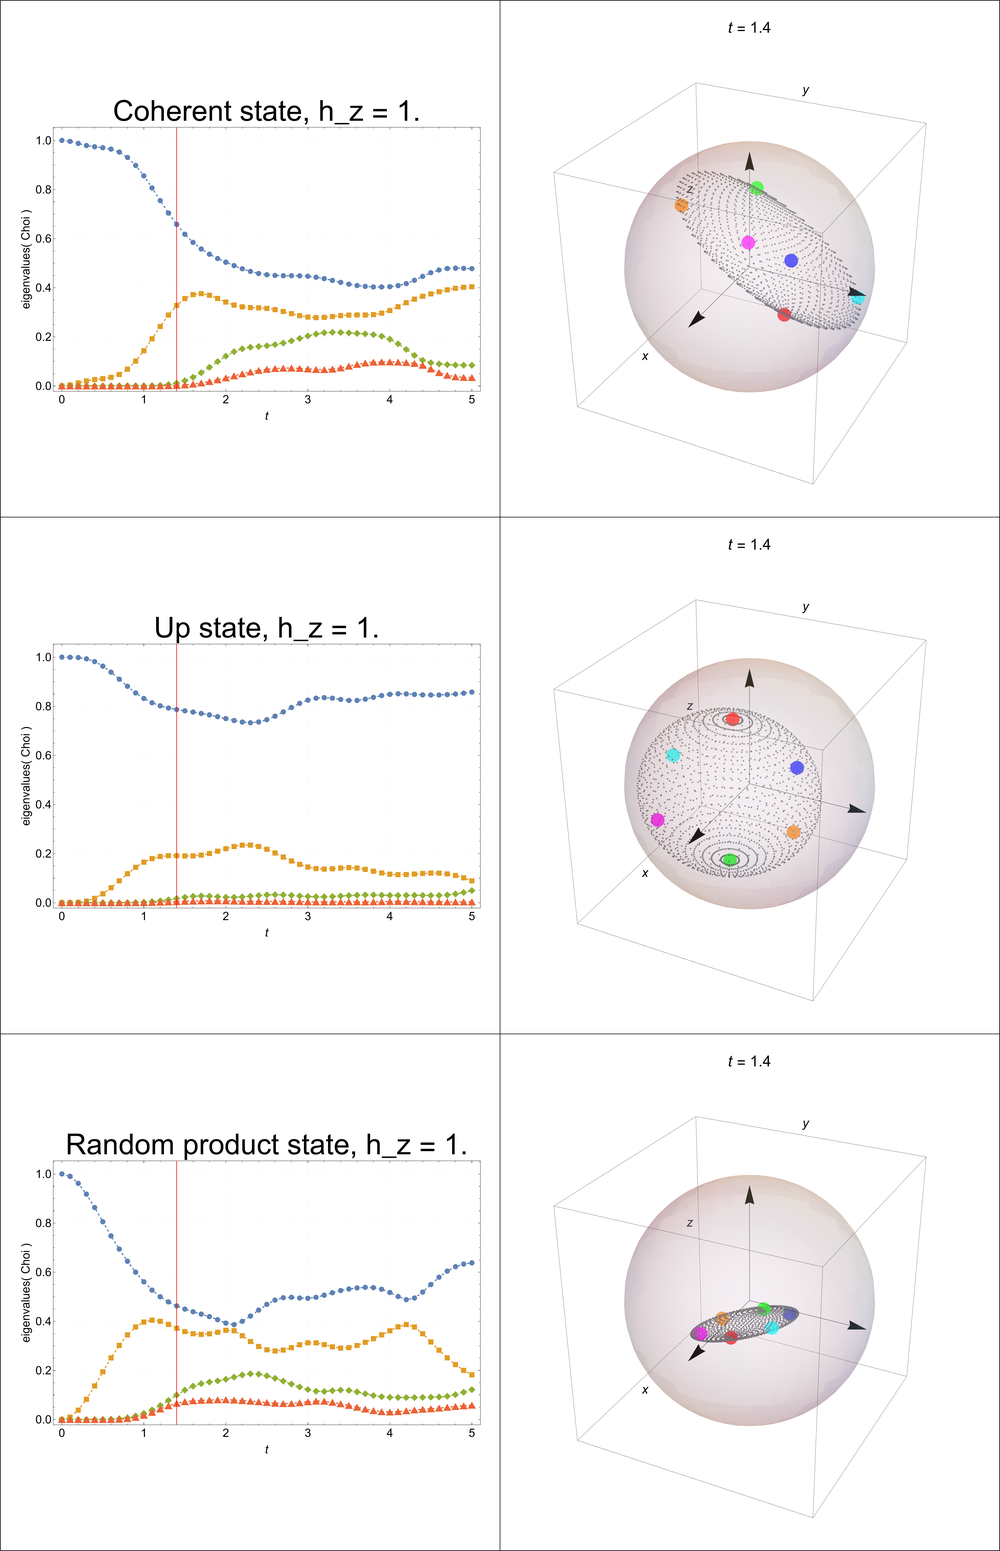 Coherent state, h_z = 1.
1.0
0.8
0.6
0.4
0.2
0.0
eigenvalues( Choi )
0 1 2 3 4 5
t
t = 1.4
y
z
x
Up state, h_z = 1.
1.0
0.8
0.6
0.4
0.2
0.0
eigenvalues( Choi )
0 1 2 3 4 5
t
t = 1.4
y
z
x
Random product state, h_z = 1.
1.0
0.8
0.6
0.4
0.2
0.0
eigenvalues( Choi )
0 1 2 3 4 5
t
t = 1.4
y
z
x